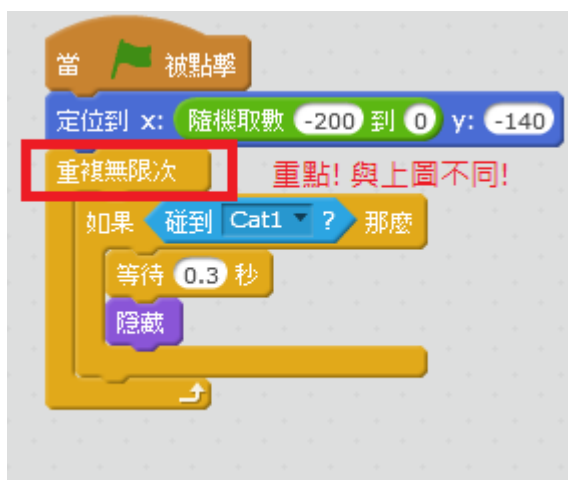 當 被點擊
定位到 x: 隨機取數 -200 到 0 y: -140
重複無限次 重點! 與上圖不同!
如果 碰到 Cat1 ? 那麼
等待 0.3 秒
隱藏